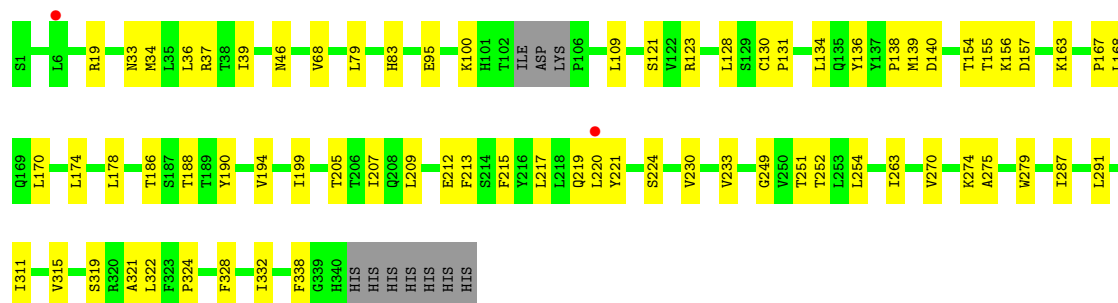 S1 L6 R19 N33 M34 L35 L36 R37 T38 I39 N46 V68 L79 H83 E95 K100 H101 T102 ILE ASP LYS P106 L109 S121 V122 R123 L128 S129 C130 P131 L134 Q135 Y136 Y137 P138 M139 D140 T154 T155 K156 D157 K163 P167 L168
Q169 L170 L174 L178 T186 S187 T188 T189 Y190 V194 I199 T205 T206 I207 Q208 L209 E212 F213 S214 F215 Y216 L217 L218 Q219 L220 Y221 S224 V230 V233 G249 V250 T251 T252 L253 L254 I263 V270 K274 A275 W279 I287 L291
I311 V315 S319 R320 A321 L322 F323 P324 F328 I332 F338 G339 H340 HIS HIS HIS HIS HIS HIS HIS